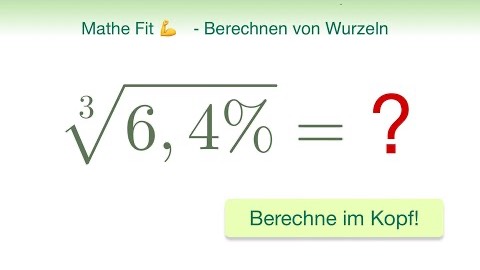 Mathe Fit 💪 - Berechnen von Wurzeln
∛6,4% = ?
Berechne im Kopf!